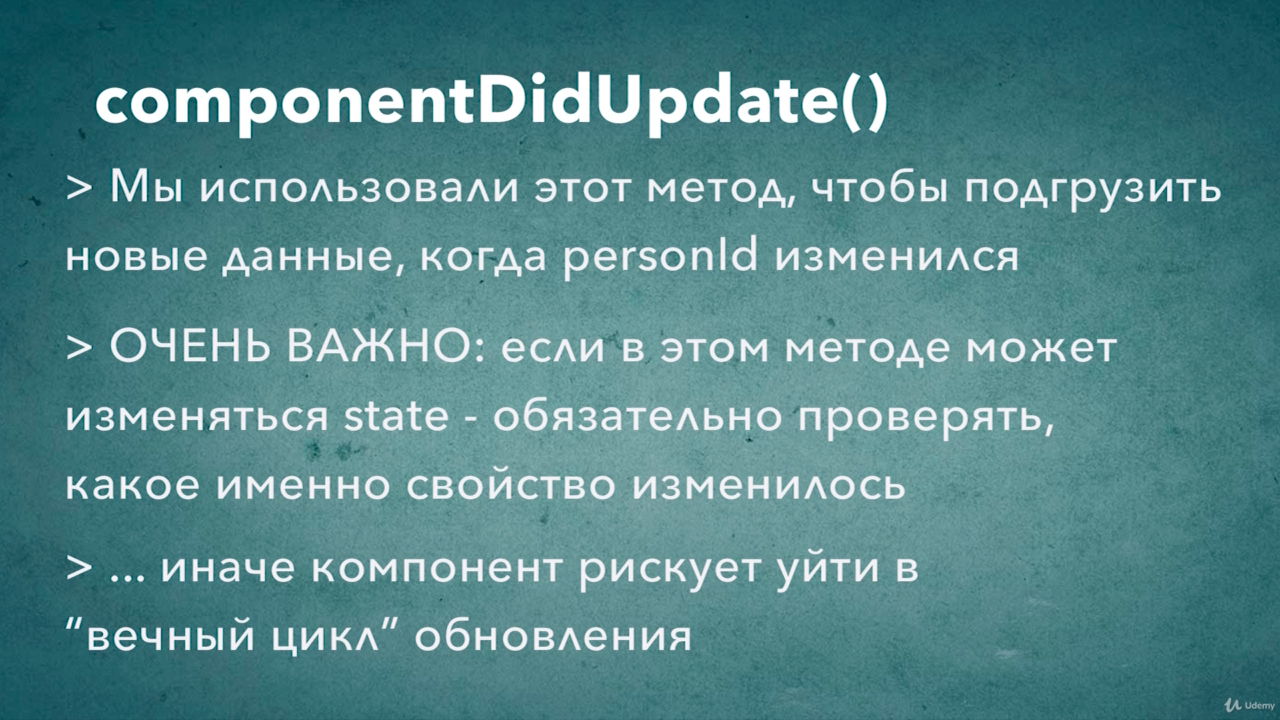 componentDidUpdate()
> Мы использовали этот метод, чтобы подгрузить
новые данные, когда personId изменился
> ОЧЕНЬ ВАЖНО: если в этом методе может
изменяться state - обязательно проверять,
какое именно свойство изменилось
> ... иначе компонент рискует уйти в
“вечный цикл” обновления
Udemy